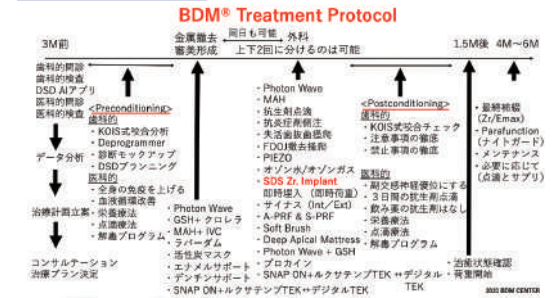 BDM® Treatment Protocol
3M前
金属撤去
審美形成
同日も可能
外科
上下2回に分けるのは可能
1.5M後
4M〜6M
歯科的問診
歯科的検査
DSD AIアプリ
医科的問診
医科的検査
データ分析
治療計画立案
コンサルテーション
治療プラン決定
<Preconditioning>
歯科的
・KOIS式咬合分析
・Deprogrammer
・診断モックアップ
・DSDプランニング
医科的
・全身の免疫を上げる
・血液循環改善
・栄養療法
・点滴療法
・解毒プログラム
・Photon Wave
・GSH+クロレラ
・MAH+ IVC
・ラバーダム
・活性炭マスク
・エナメルサポート
・デンチンサポート
・SNAP ON+ルクサテンプTEK↔デジタルTEK
・Photon Wave
・MAH
・抗生剤点滴
・抗炎症剤側注
・失活歯抜歯掻爬
・FDOJ撤去掻爬
・PIEZO
・オゾン水/オゾンガス
・SDS Zr. Implant
即時埋入（即時荷重）
・サイナス（Int／Ext）
・A-PRF & S-PRF
・Soft Brush
・Deep Apical Mattress
・Photon Wave + GSH
・プロカイン
・SNAP ON+ルクサテンプTEK ↔デジタル
TEK
<Postconditioning>
歯科的
・KOIS式咬合チェック
・注意事項の徹底
・禁止事項の徹底
医科的
・副交感神経優位にする
・３日間の抗生剤点滴
・飲み薬の抗生剤はなし
・栄養療法
・点滴療法
・解毒プログラム
・治癒状態確認
・荷重開始
・最終補綴
(Zr/Emax)
・Parafunction
(ナイトガード)
・メンテナンス
・必要に応じて
(点滴とサプリ)
BDM CENTER